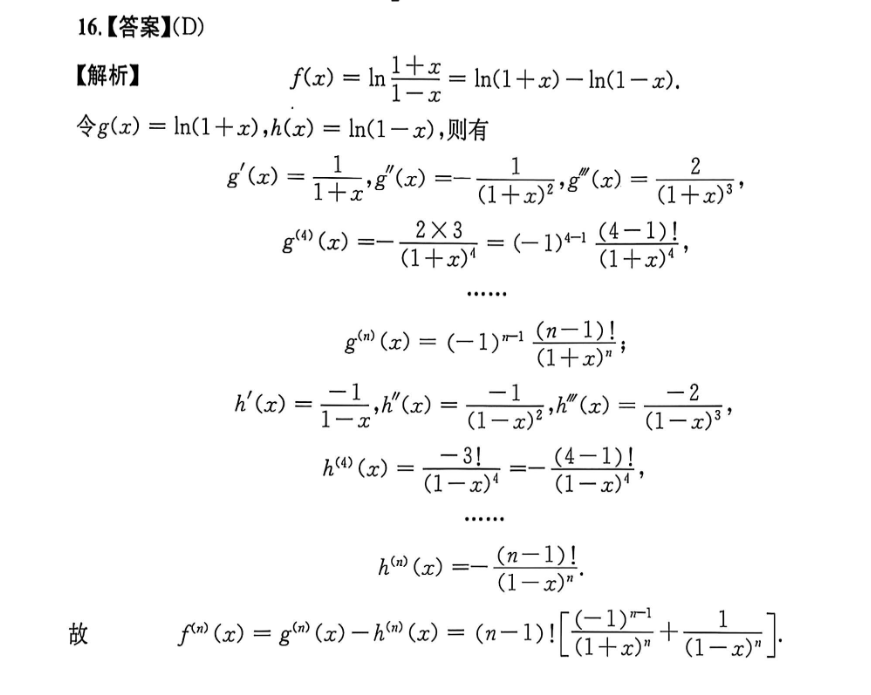 16.【答案】(D)
【解析】 f(x) = ln (1+x)/(1−x) = ln(1+x) − ln(1−x).
令g(x) = ln(1+x),h(x) = ln(1−x),则有
g′(x) = 1/(1+x),g″(x) =− 1/(1+x)²,g‴(x) = 2/(1+x)³,
g⁽⁴⁾(x) =− (2×3)/(1+x)⁴ = (−1)⁴⁻¹ (4−1)!/(1+x)⁴,
……
g⁽ⁿ⁾(x) = (−1)ⁿ⁻¹ (n−1)!/(1+x)ⁿ;
h′(x) = −1/(1−x),h″(x) = −1/(1−x)²,h‴(x) = −2/(1−x)³,
h⁽⁴⁾(x) = −3!/(1−x)⁴ =− (4−1)!/(1−x)⁴,
……
h⁽ⁿ⁾(x) =− (n−1)!/(1−x)ⁿ.
故 f⁽ⁿ⁾(x) = g⁽ⁿ⁾(x) − h⁽ⁿ⁾(x) = (n−1)![(−1)ⁿ⁻¹/(1+x)ⁿ + 1/(1−x)ⁿ].